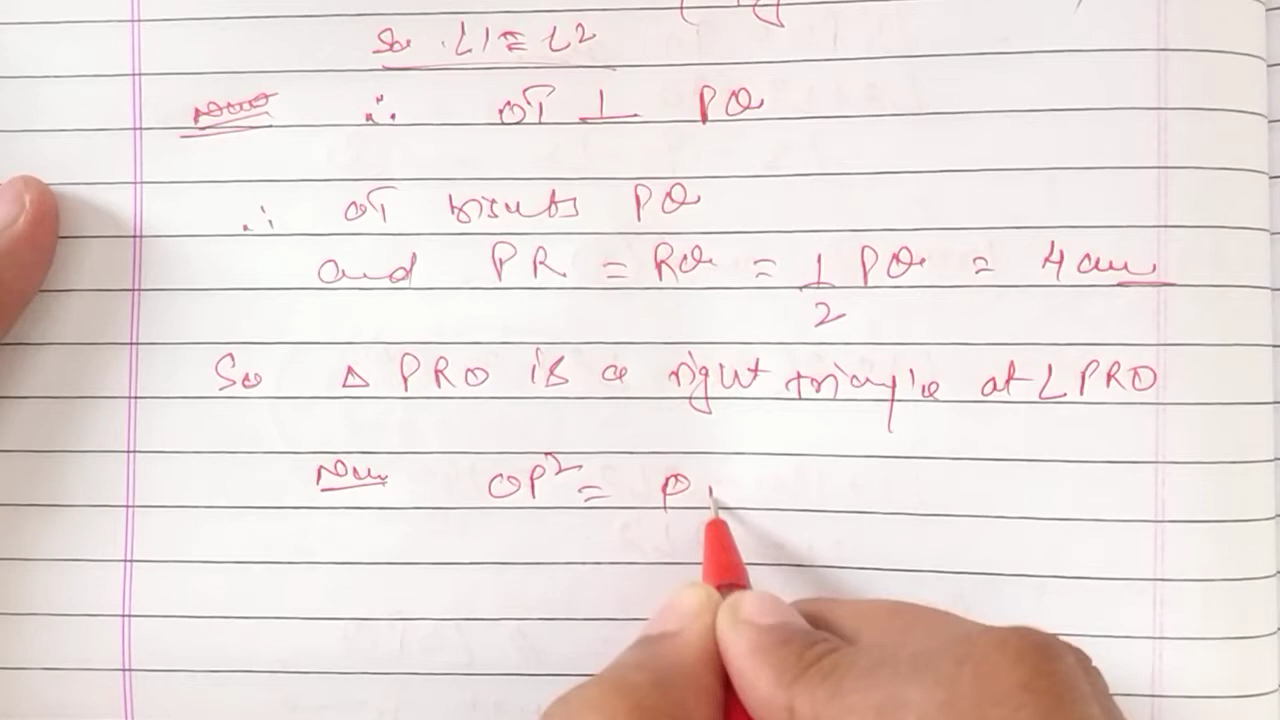 So ∠1 ≅ ∠2
∴ OT ⊥ PQ
∴ OT bisects PQ
and PR = RQ = 1/2 PQ = 4 cm
So △ PRO is a right triangle at ∠PRO
Now OP² = P